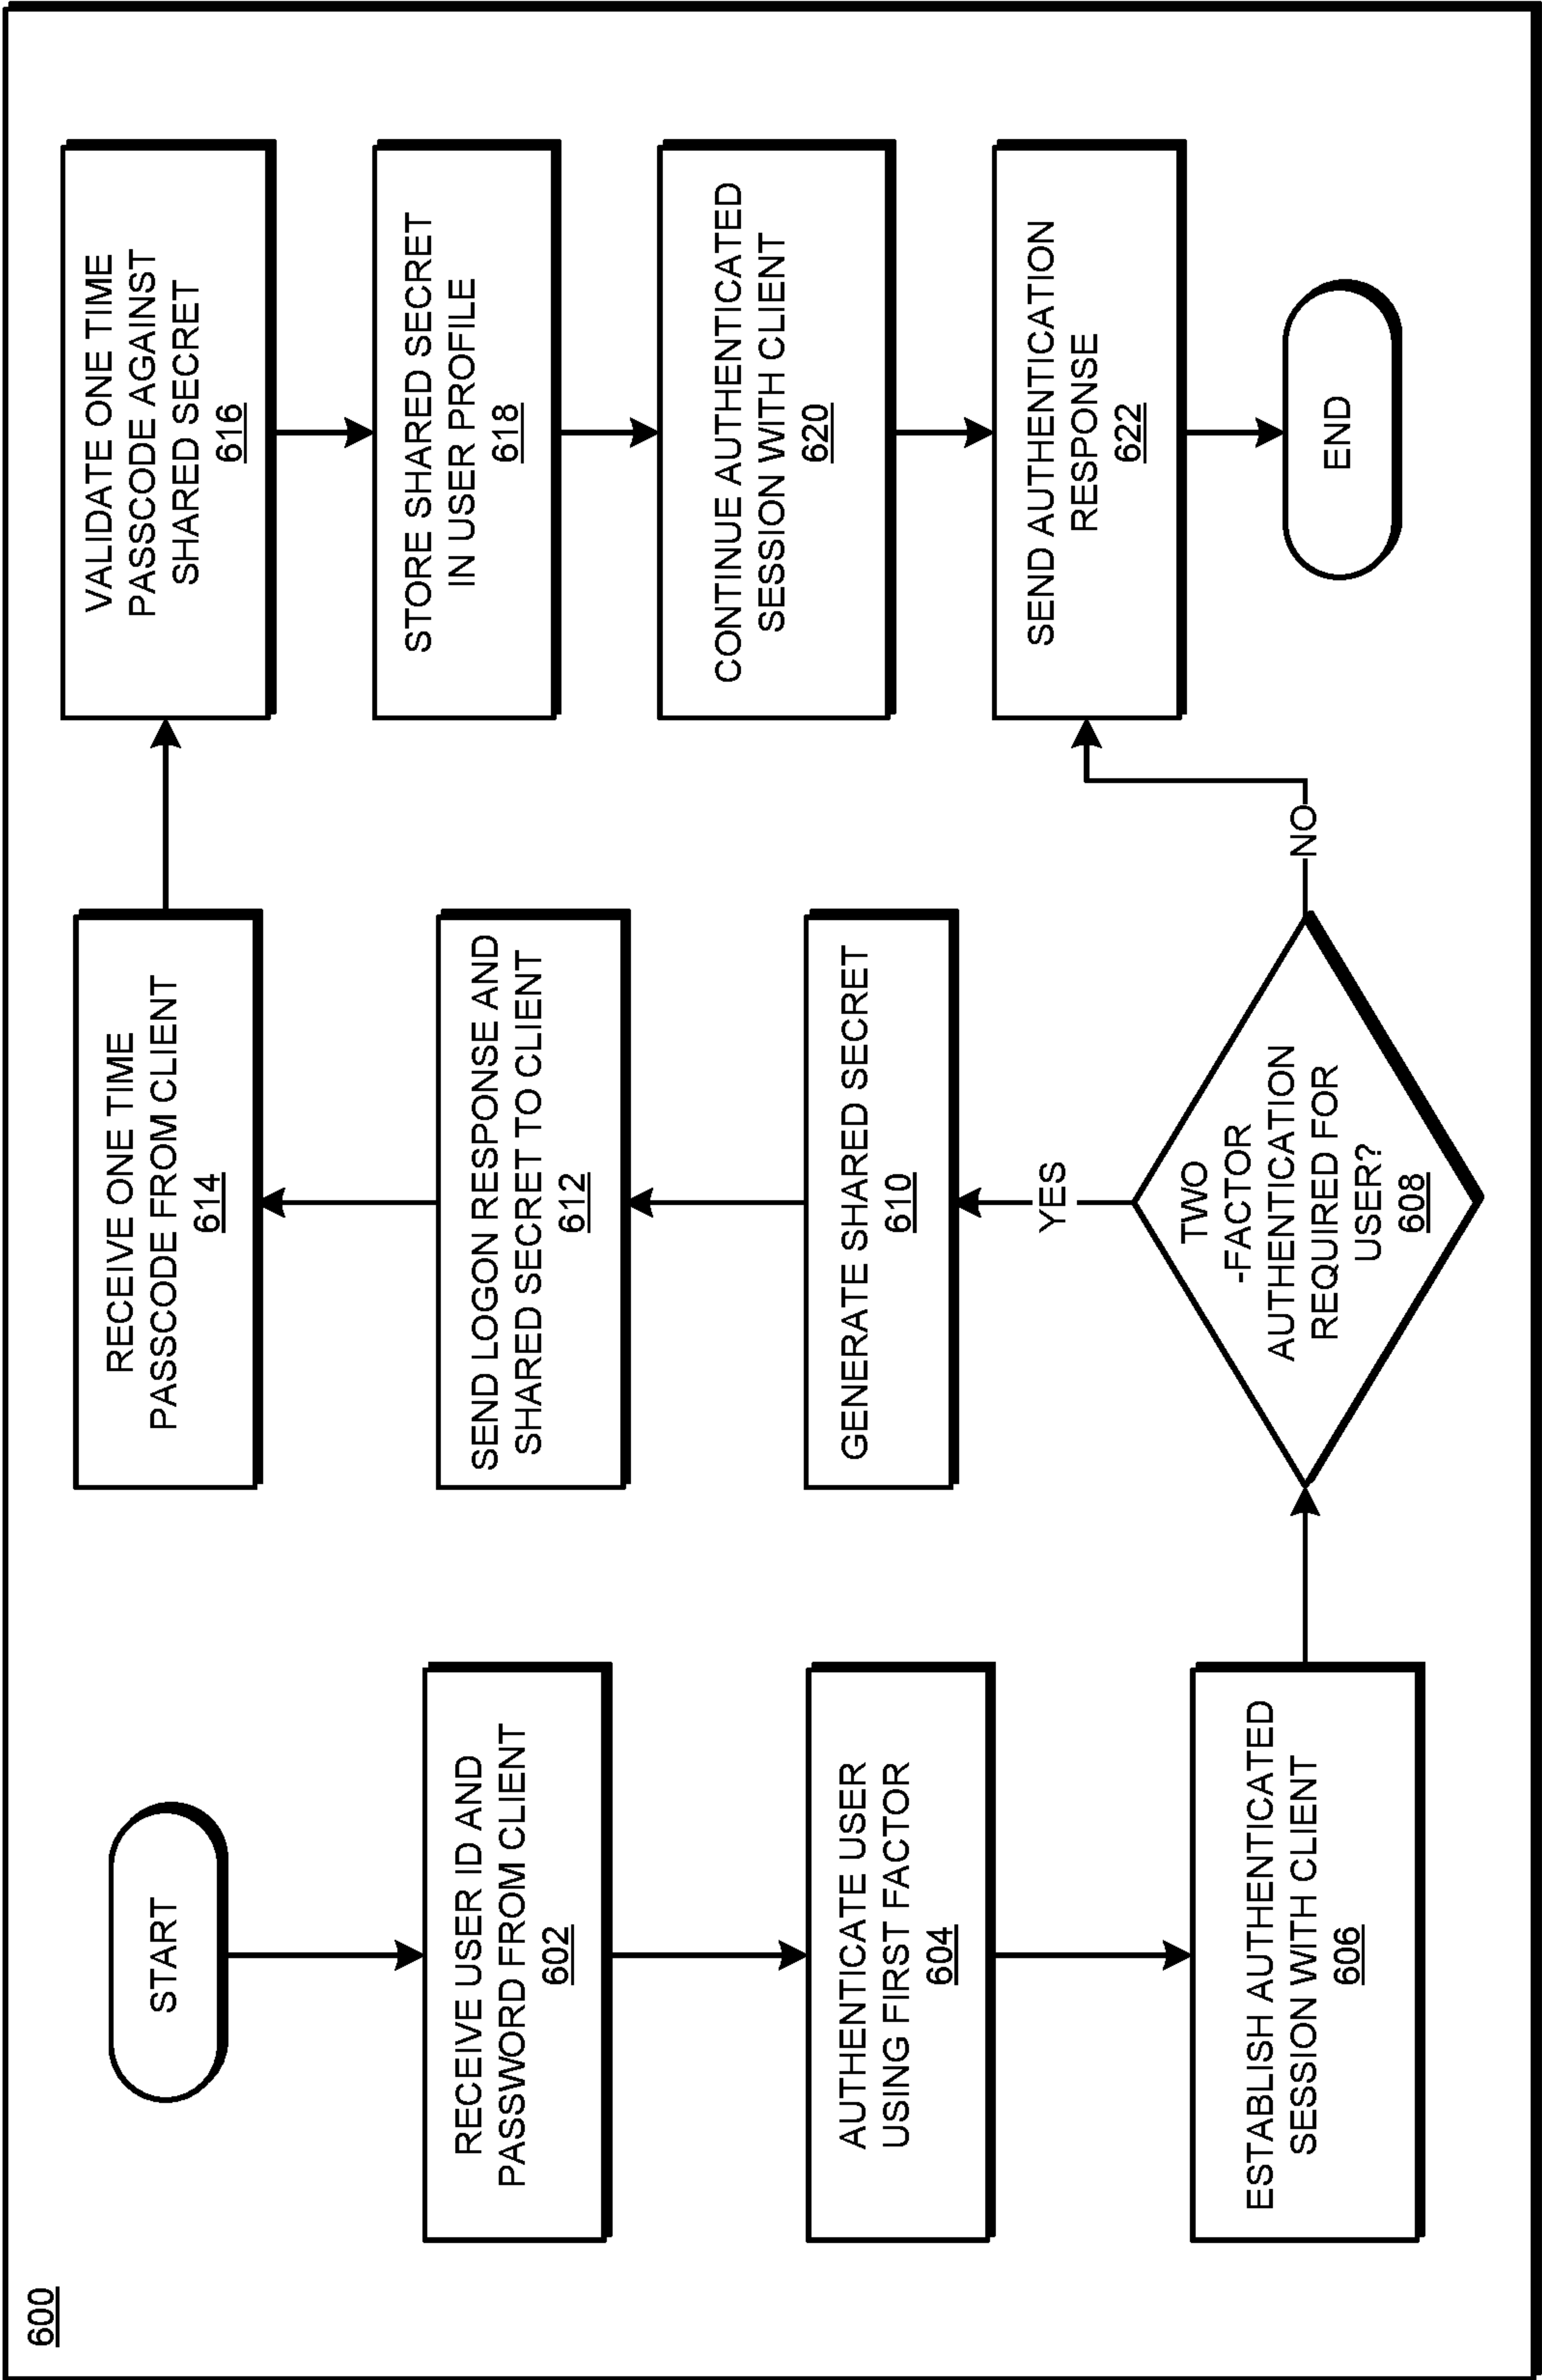 600
START
RECEIVE USER ID AND
PASSWORD FROM CLIENT
602
AUTHENTICATE USER
USING FIRST FACTOR
604
ESTABLISH AUTHENTICATED
SESSION WITH CLIENT
606
TWO
-FACTOR
AUTHENTICATION
REQUIRED FOR
USER?
608
YES
NO
GENERATE SHARED SECRET
610
SEND LOGON RESPONSE AND
SHARED SECRET TO CLIENT
612
RECEIVE ONE TIME
PASSCODE FROM CLIENT
614
VALIDATE ONE TIME
PASSCODE AGAINST
SHARED SECRET
616
STORE SHARED SECRET
IN USER PROFILE
618
CONTINUE AUTHENTICATED
SESSION WITH CLIENT
620
SEND AUTHENTICATION
RESPONSE
622
END